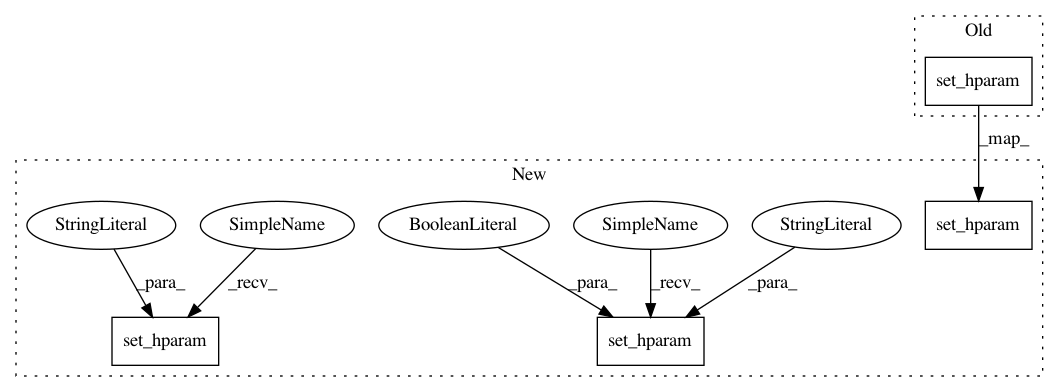 Old
set_hparam
_map_
New
StringLiteral
SimpleName
BooleanLiteral
SimpleName
StringLiteral
set_hparam
_para_
_recv_
_para_
_recv_
_para_
set_hparam
set_hparam